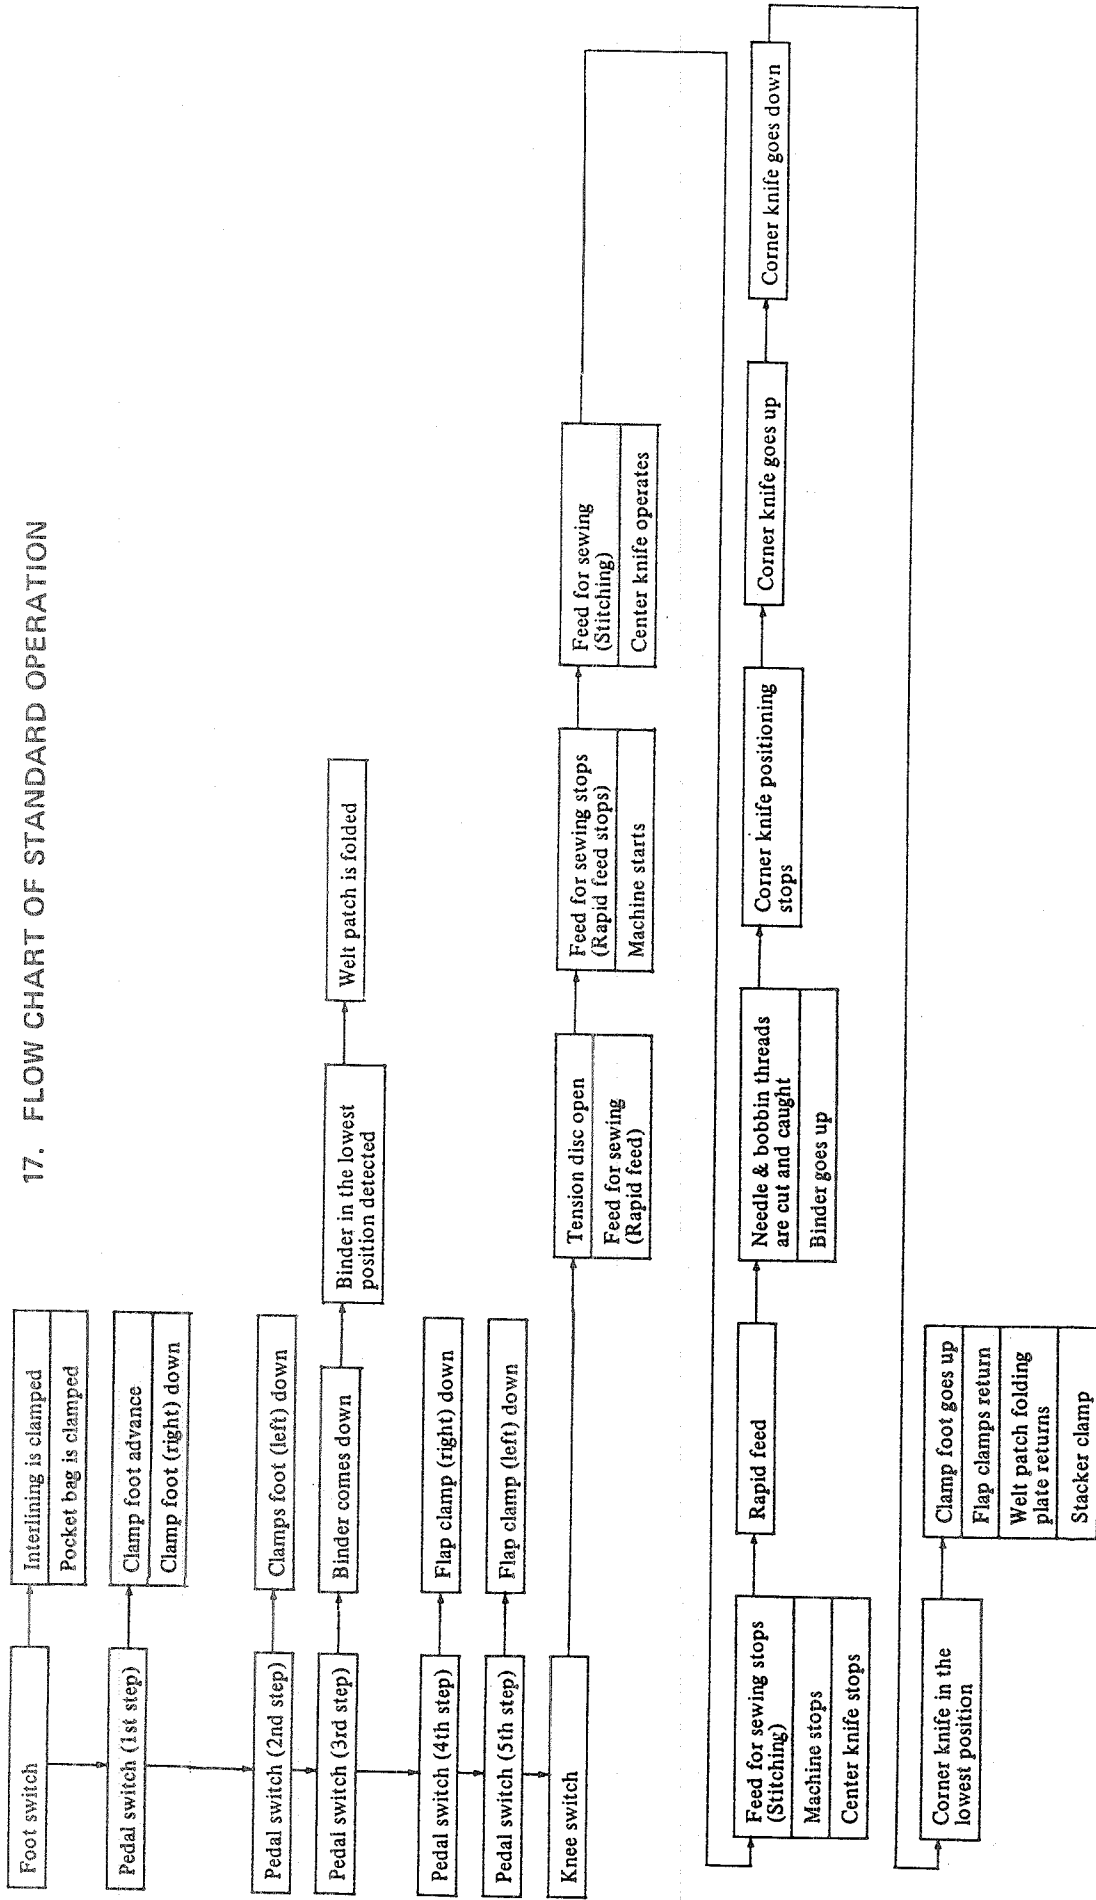 17. FLOW CHART OF STANDARD OPERATION
Foot switch
Interlining is clamped
Pocket bag is clamped
Pedal switch (1st step)
Clamp foot advance
Clamp foot (right) down
Pedal switch (2nd step)
Clamps foot (left) down
Pedal switch (3rd step)
Binder comes down
Binder in the lowest
position detected
Welt patch is folded
Pedal switch (4th step)
Flap clamp (right) down
Pedal switch (5th step)
Flap clamp (left) down
Knee switch
Tension disc open
Feed for sewing
(Rapid feed)
Feed for sewing stops
(Rapid feed stops)
Machine starts
Feed for sewing
(Stitching)
Center knife operates
Feed for sewing stops
(Stitching)
Machine stops
Center knife stops
Rapid feed
Needle & bobbin threads
are cut and caught
Binder goes up
Corner knife positioning
stops
Corner knife goes up
Corner knife goes down
Corner knife in the
lowest position
Clamp foot goes up
Flap clamps return
Welt patch folding
plate returns
Stacker clamp